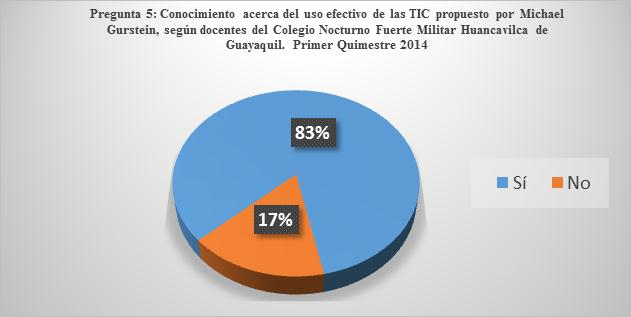 Pregunta 5: Conocimiento acerca del uso efectivo de las TIC propuesto por Michael
Gurstein, según docentes del Colegio Nocturno Fuerte Militar Huancavilca de
Guayaquil. Primer Quimestre 2014
83%
17%
Sí No